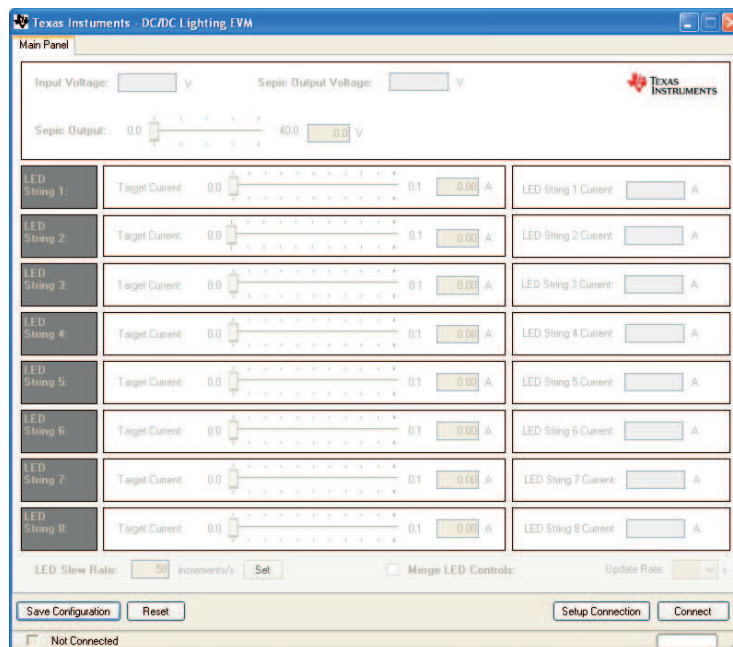 Texas Instuments - DC/DC Lighting EVM
Main Panel
Input Voltage: V Sepic Output Voltage: V
TEXAS
INSTRUMENTS
Sepic Output: 0.0 40.0 0.0 V
LED
String 1: Target Current: 0.0 0.1 0.00 A LED String 1 Current: A
LED
String 2: Target Current: 0.0 0.1 0.00 A LED String 2 Current: A
LED
String 3: Target Current: 0.0 0.1 0.00 A LED String 3 Current: A
LED
String 4: Target Current: 0.0 0.1 0.00 A LED String 4 Current: A
LED
String 5: Target Current: 0.0 0.1 0.00 A LED String 5 Current: A
LED
String 6: Target Current: 0.0 0.1 0.00 A LED String 6 Current: A
LED
String 7: Target Current: 0.0 0.1 0.00 A LED String 7 Current: A
LED
String 8: Target Current: 0.0 0.1 0.00 A LED String 8 Current: A
LED Slew Rate: 50 increments/s Set Merge LED Controls: Update Rate: s
Save Configuration Reset Setup Connection Connect
Not Connected